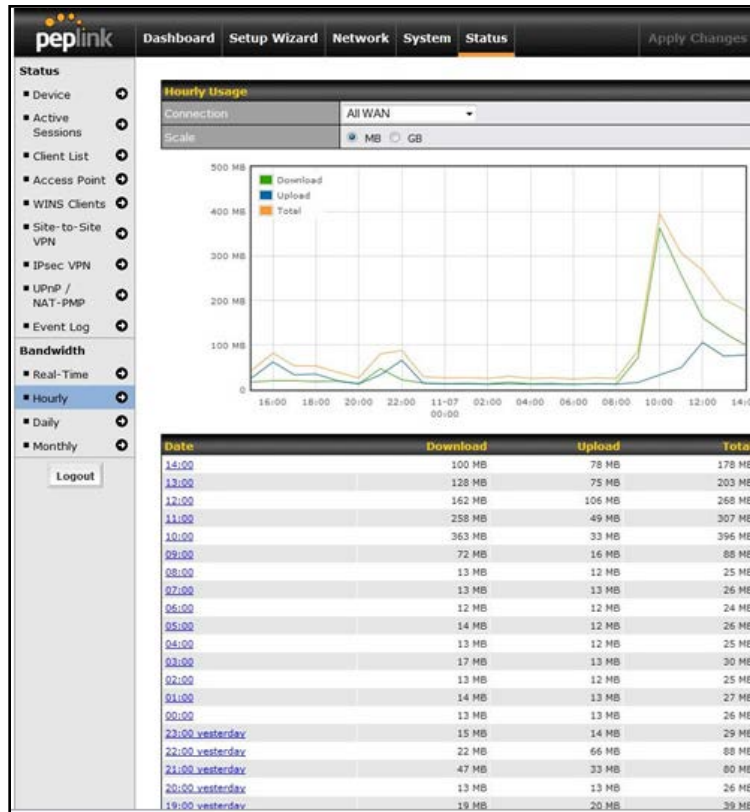 peplink
Dashboard Setup Wizard Network System Status Apply Changes
Status
Device
Active Sessions
Client List
Access Point
WINS Clients
Site-to-Site VPN
IPsec VPN
UPnP / NAT-PMP
Event Log
Bandwidth
Real-Time
Hourly
Daily
Monthly
Logout
Hourly Usage
Connection All WAN
Scale MB GB
500 MB
400 MB
300 MB
200 MB
100 MB
0
Download
Upload
Total
16:00 18:00 20:00 22:00 11-07 00:00 02:00 04:00 06:00 08:00 10:00 12:00 14:0
Date Download Upload Tota
14:00 100 MB 78 MB 178 MB
13:00 128 MB 75 MB 203 MB
12:00 162 MB 106 MB 268 MB
11:00 258 MB 49 MB 307 MB
10:00 363 MB 33 MB 396 MB
09:00 72 MB 16 MB 88 MB
08:00 13 MB 12 MB 25 MB
07:00 13 MB 13 MB 26 MB
06:00 12 MB 12 MB 24 MB
05:00 14 MB 12 MB 26 MB
04:00 13 MB 12 MB 25 MB
03:00 17 MB 13 MB 30 MB
02:00 13 MB 12 MB 25 MB
01:00 14 MB 13 MB 27 MB
00:00 13 MB 13 MB 26 MB
23:00 yesterday 15 MB 14 MB 29 MB
22:00 yesterday 22 MB 66 MB 88 MB
21:00 yesterday 47 MB 33 MB 80 MB
20:00 yesterday 13 MB 13 MB 26 MB
19:00 yesterday 19 MB 20 MB 39 MB